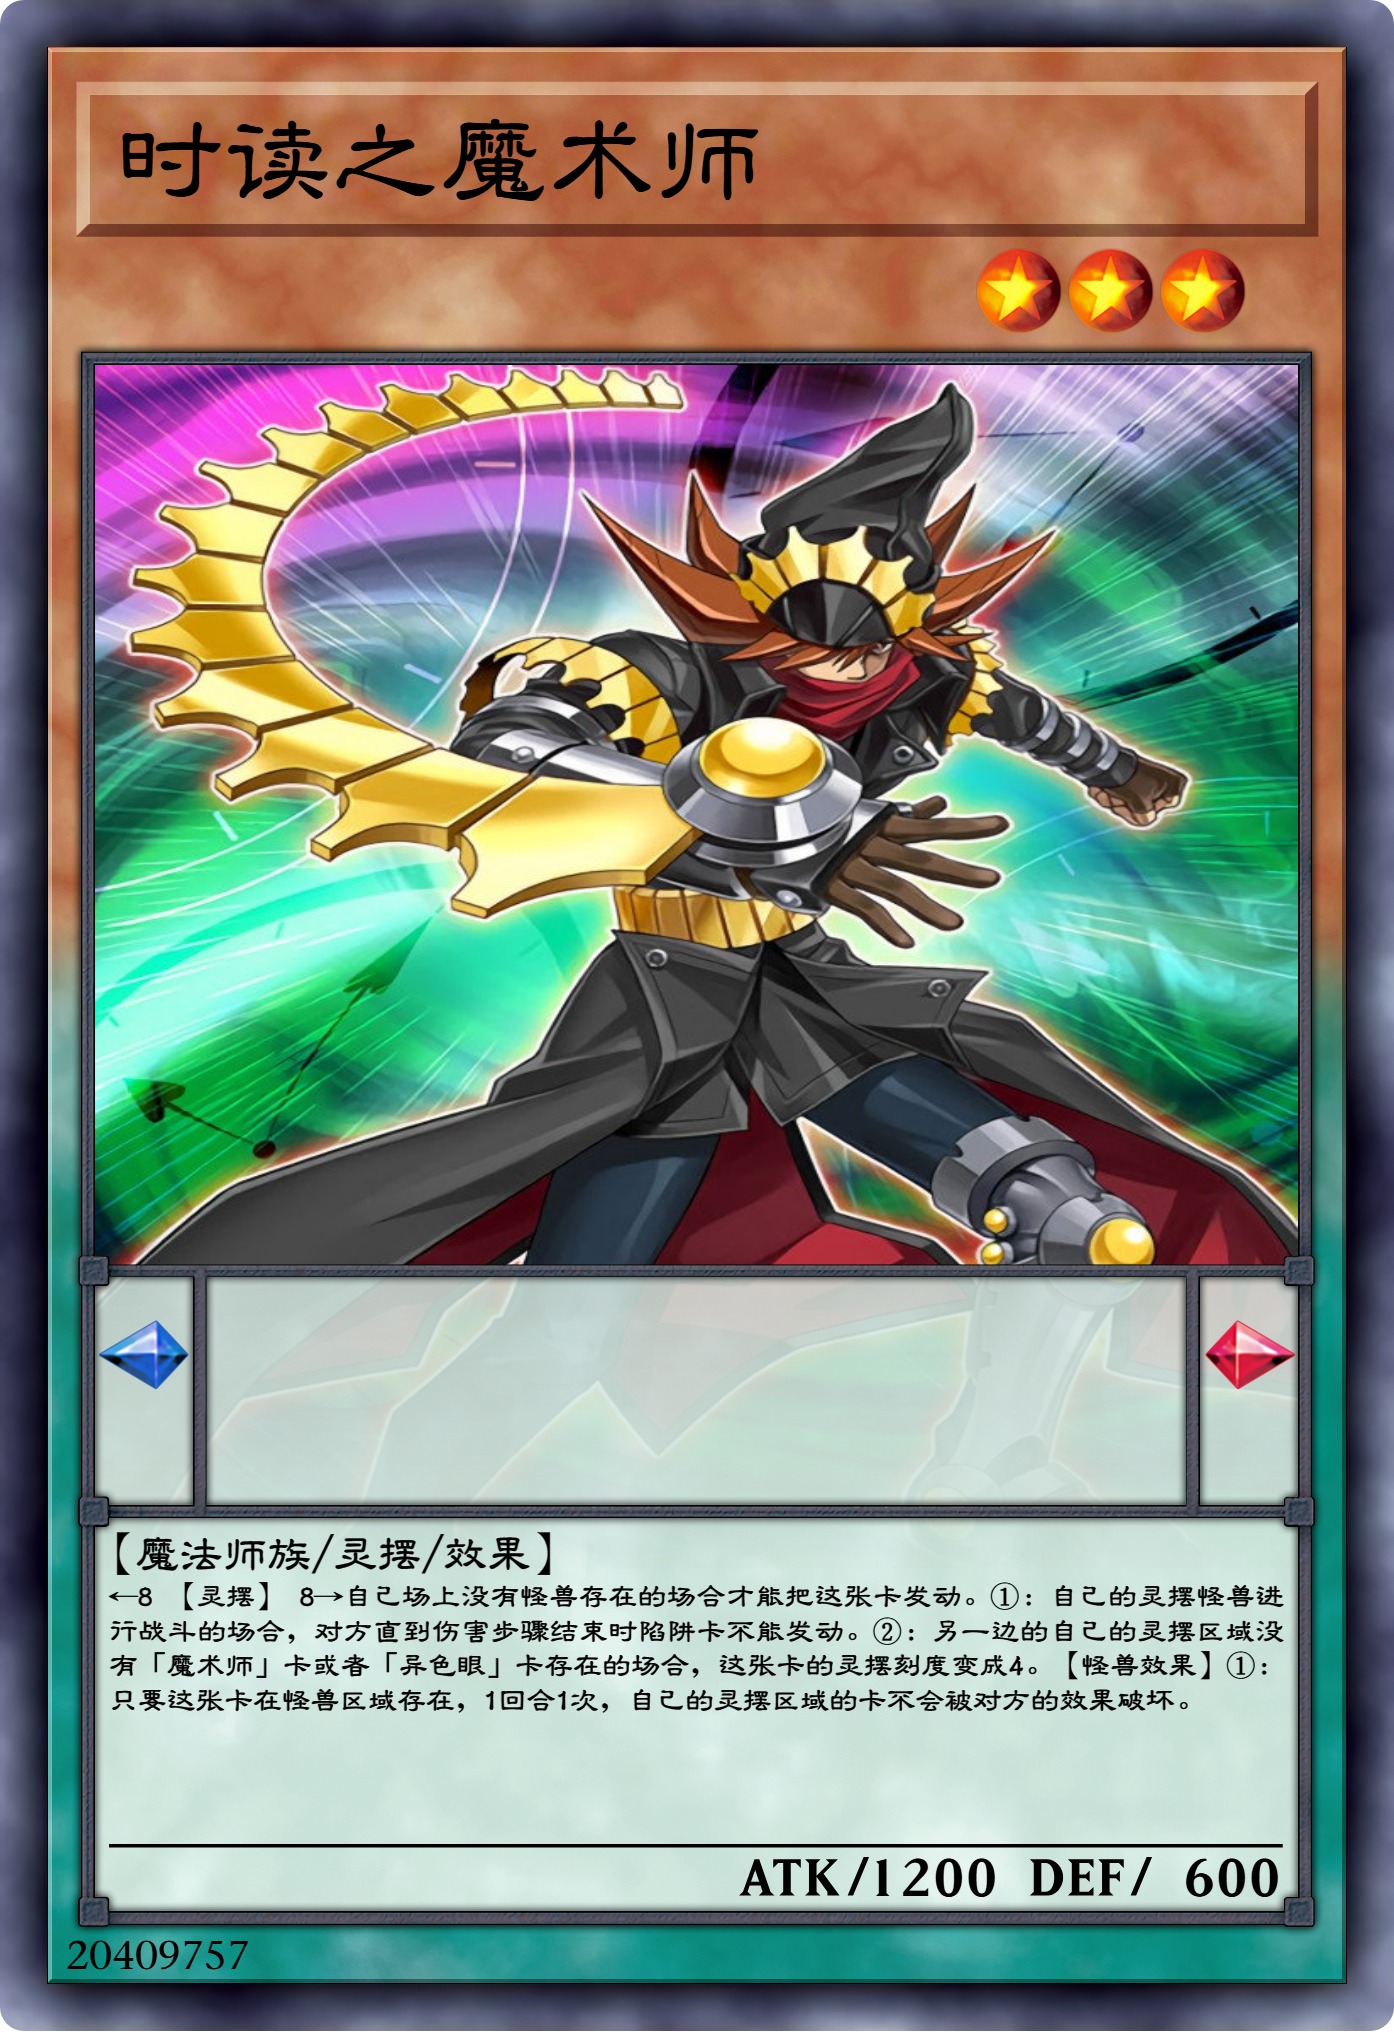 时读之魔术师
【魔法师族/灵摆/效果】
←8 【灵摆】 8→自己场上没有怪兽存在的场合才能把这张卡发动。①：自己的灵摆怪兽进
行战斗的场合，对方直到伤害步骤结束时陷阱卡不能发动。②：另一边的自己的灵摆区域没
有「魔术师」卡或者「异色眼」卡存在的场合，这张卡的灵摆刻度变成4。【怪兽效果】①：
只要这张卡在怪兽区域存在，1回合1次，自己的灵摆区域的卡不会被对方的效果破坏。
ATK/1200 DEF/ 600
20409757